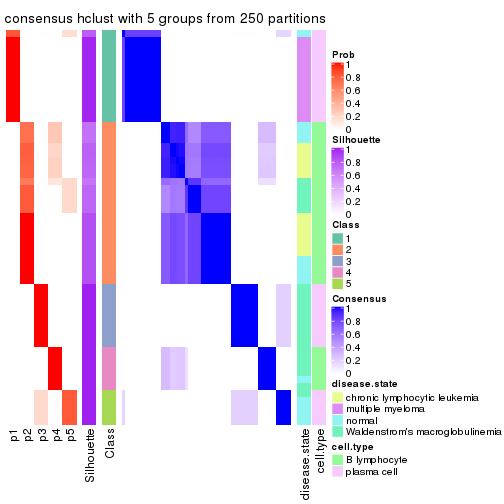 consensus hclust with 5 groups from 250 partitions
Prob
1
0.8
0.6
0.4
0.2
0
Silhouette
1
0.8
0.6
0.4
0.2
0
Class
1
2
3
4
5
Consensus
1
0.8
0.6
0.4
0.2
0
disease.state
chronic lymphocytic leukemia
multiple myeloma
normal
Waldenstrom's macroglobulinemia
cell.type
B lymphocyte
plasma cell
p1
p2
p3
p4
p5
Silhouette
Class
disease.state
cell.type